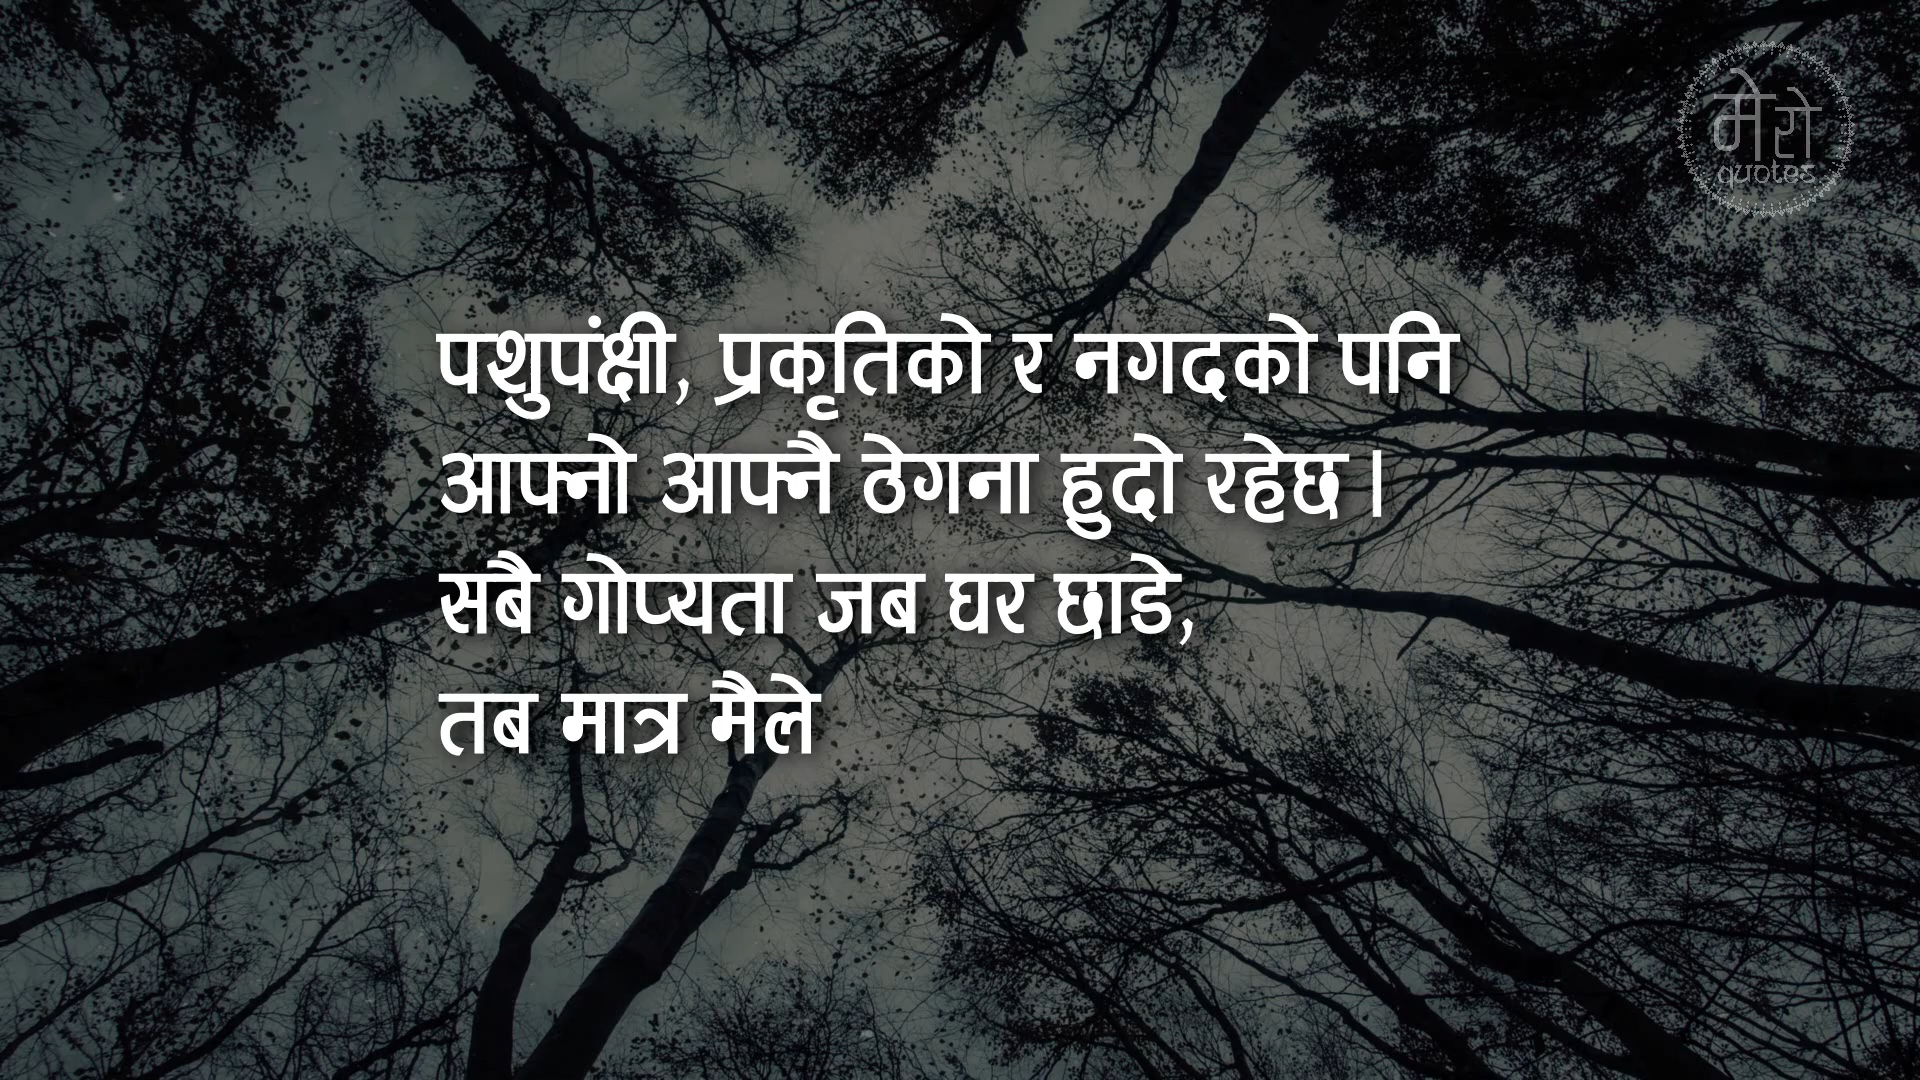 मेरो
quotes
पशुपंक्षी, प्रकृतिको र नगदको पनि
आफ्नो आफ्नै ठेगना हुदो रहेछ।
सबै गोप्यता जब घर छाडे,
तब मात्र मैले